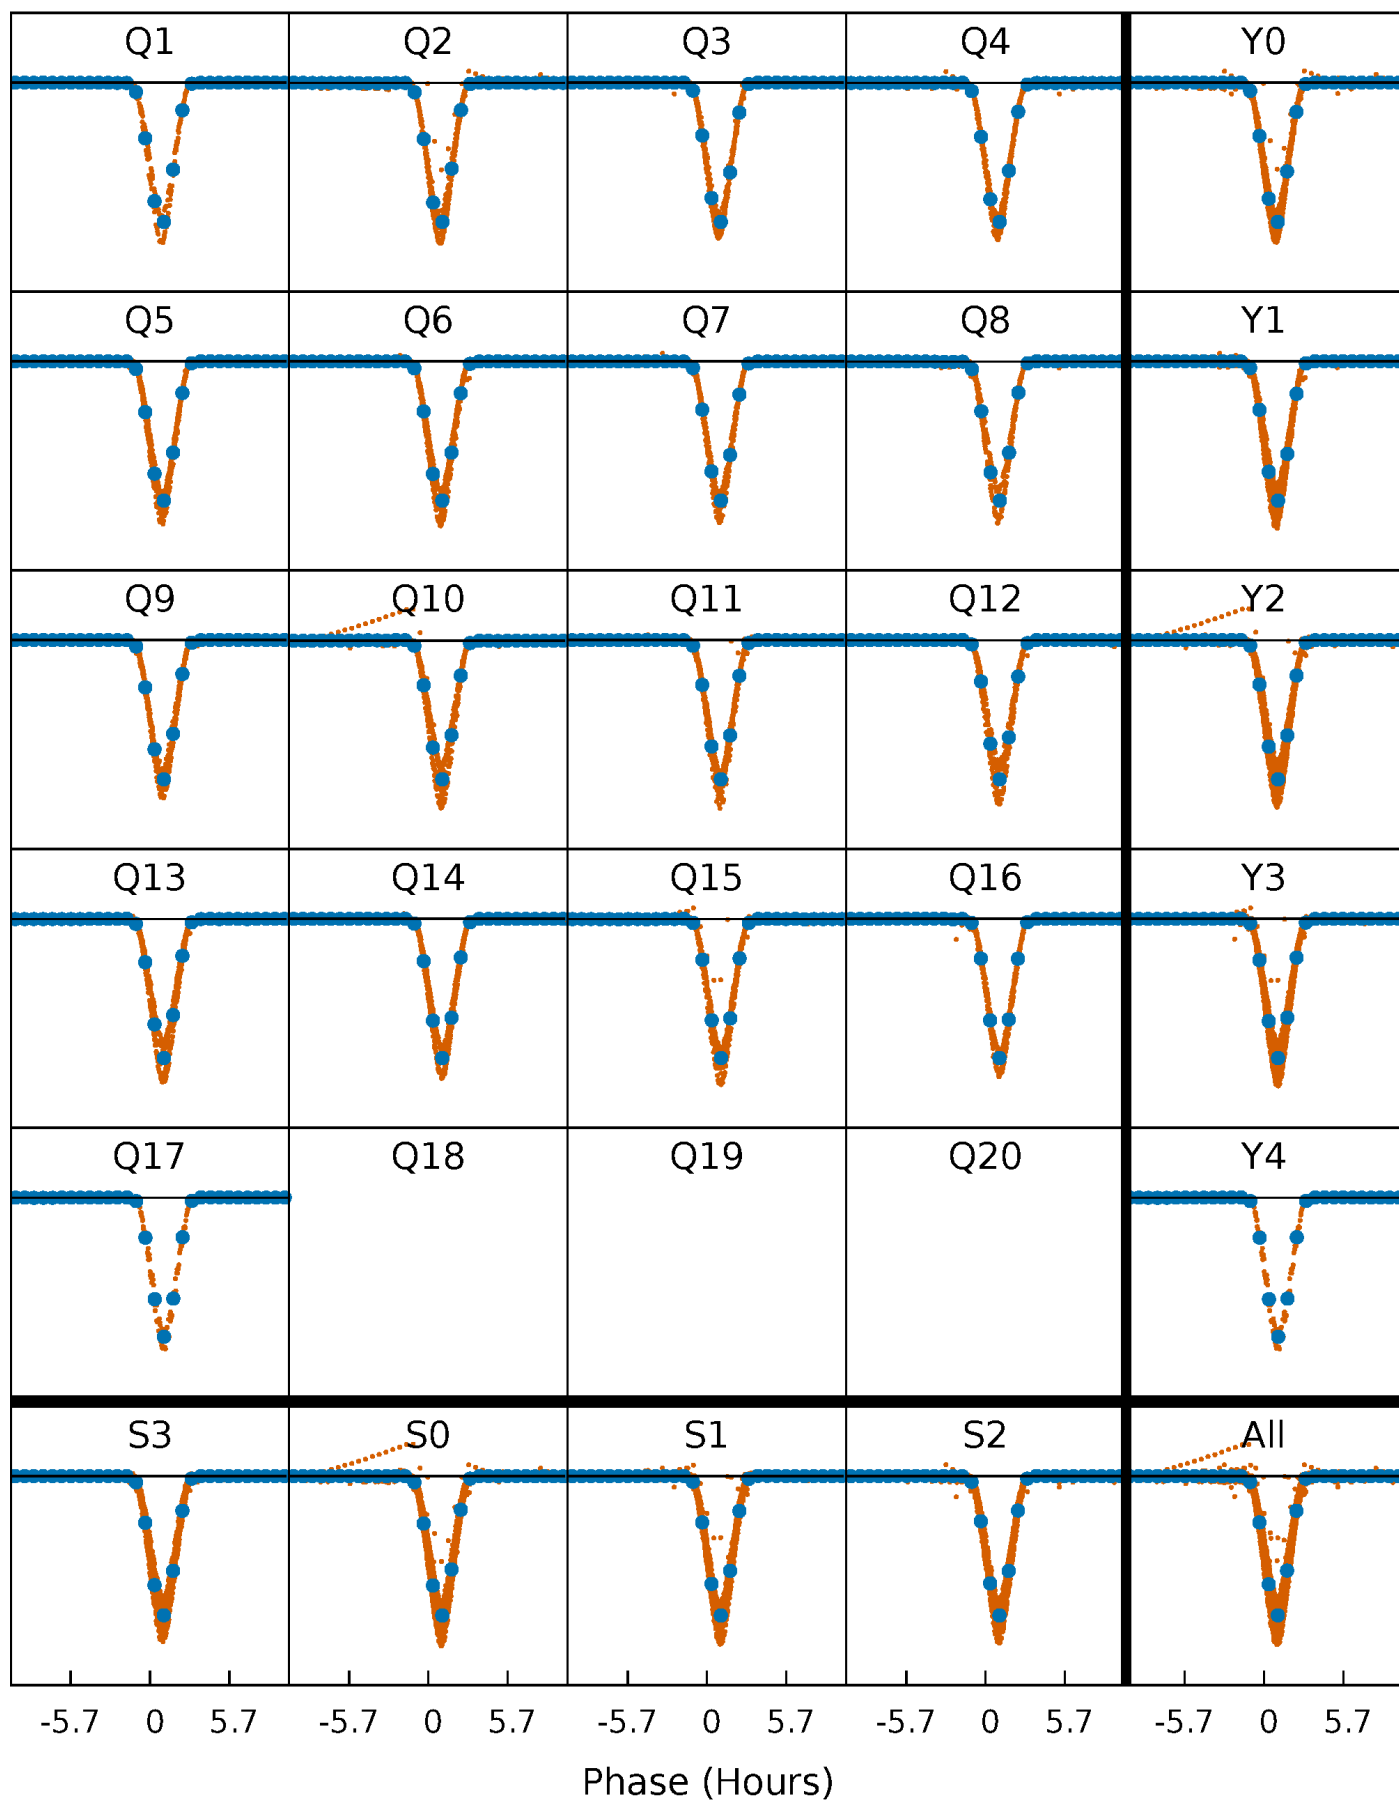 Q1 Q2 Q3 Q4 Y0
Q5 Q6 Q7 Q8 Y1
Q9 Q10 Q11 Q12 Y2
Q13 Q14 Q15 Q16 Y3
Q17 Q18 Q19 Q20 Y4
S3 S0 S1 S2 All
-5.7 0 5.7 -5.7 0 5.7 -5.7 0 5.7 -5.7 0 5.7 -5.7 0 5.7
Phase (Hours)